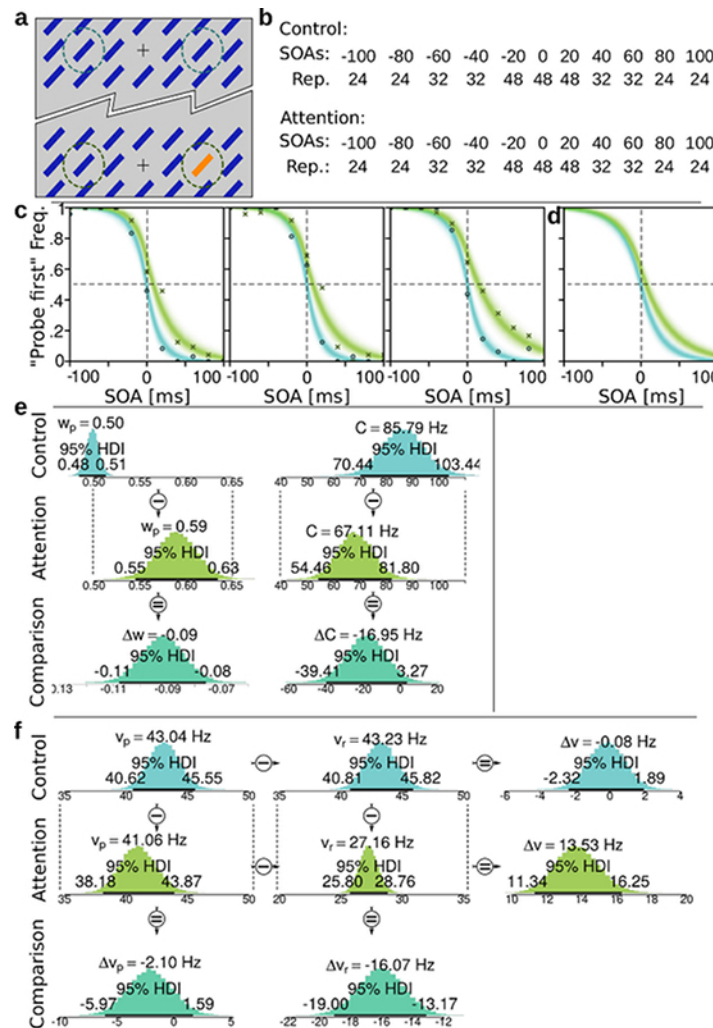 a
b
Control:
SOAs: -100 -80 -60 -40 -20 0 20 40 60 80 100
Rep. 24 24 32 32 48 48 48 32 32 24 24
Attention:
SOAs: -100 -80 -60 -40 -20 0 20 40 60 80 100
Rep.: 24 24 32 32 48 48 48 32 32 24 24
c
d
"Probe first" Freq.
1
.8
.6
.4
.2
0
-100 0 100 0 100 0 100 -100 0 100
SOA [ms] SOA [ms] SOA [ms] SOA [ms]
e
Control
wp = 0.50
95% HDI
0.48 0.51
0.50 0.55 0.60 0.65
C = 85.79 Hz
95% HDI
70.44 103.44
40 50 60 70 80 90 100
Attention
wp = 0.59
95% HDI
0.55 0.63
0.50 0.55 0.60 0.65
C = 67.11 Hz
95% HDI
54.46 81.80
40 50 60 70 80 90 100
Comparison
Δw = -0.09
95% HDI
-0.11 -0.08
0.13 -0.11 -0.09 -0.07
ΔC = -16.95 Hz
95% HDI
-39.41 3.27
-60 -40 -20 0 20
f
Control
vp = 43.04 Hz
95% HDI
40.62 45.55
35 40 45 50
vr = 43.23 Hz
95% HDI
40.81 45.82
35 40 45 50
Δv = -0.08 Hz
95% HDI
-2.32 1.89
-6 -4 -2 0 2 4
Attention
vp = 41.06 Hz
95% HDI
38.18 43.87
35 40 45 50
vr = 27.16 Hz
95% HDI
25.80 28.76
20 25 30 35
Δv = 13.53 Hz
95% HDI
11.34 16.25
10 12 14 16 18 20
Comparison
Δvp = -2.10 Hz
95% HDI
-5.97 1.59
-10 -5 0 5
Δvr = -16.07 Hz
95% HDI
-19.00 -13.17
-22 -20 -18 -16 -14 -12